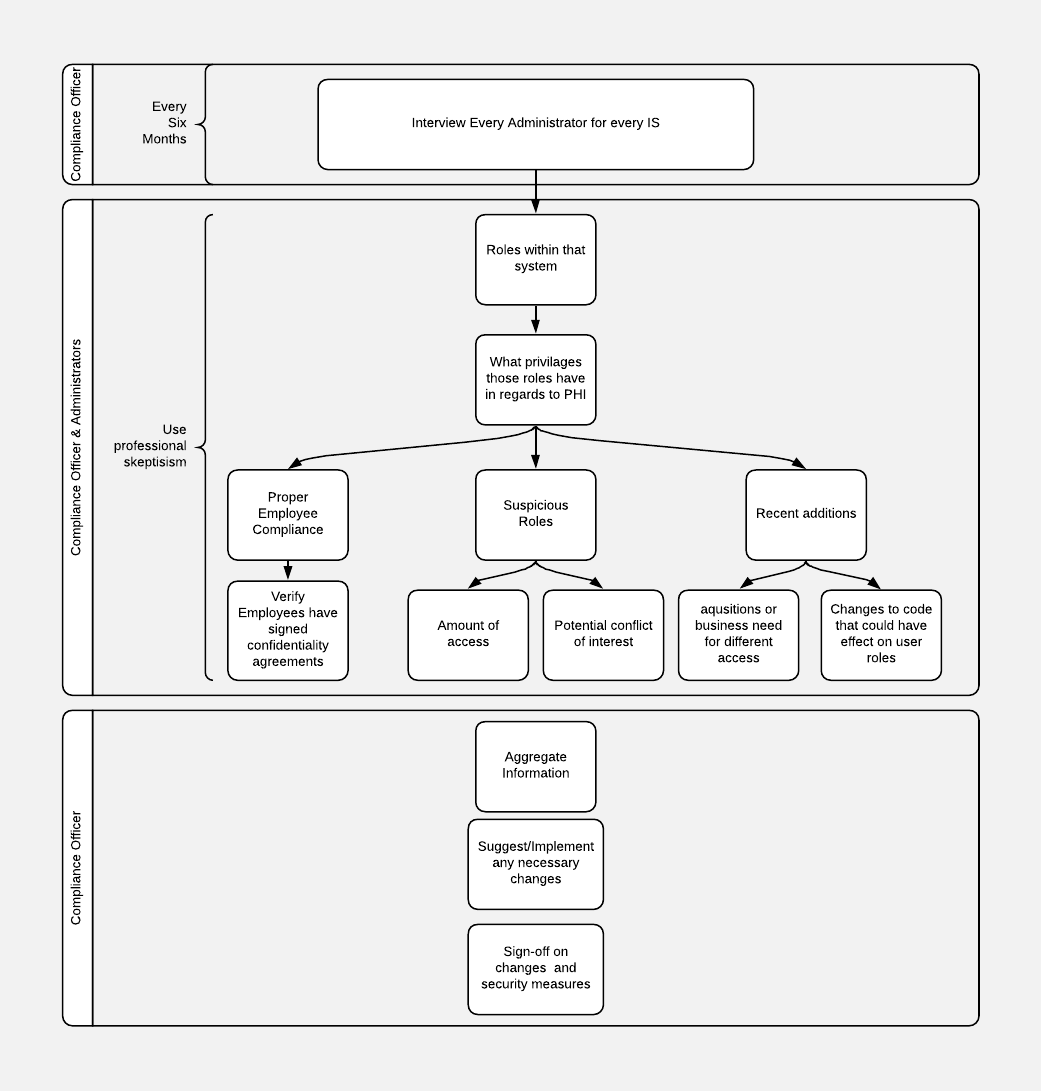 Compliance Officer
Every
Six
Months
Interview Every Administrator for every IS
Compliance Officer & Administrators
Use
professional
skeptisism
Roles within that
system
What privilages
those roles have
in regards to PHI
Proper
Employee
Compliance
Suspicious
Roles
Recent additions
Verify
Employees have
signed
confidentiality
agreements
Amount of
access
Potential conflict
of interest
aqusitions or
business need
for different
access
Changes to code
that could have
effect on user
roles
Compliance Officer
Aggregate
Information
Suggest/Implement
any necessary
changes
Sign-off on
changes  and
security measures